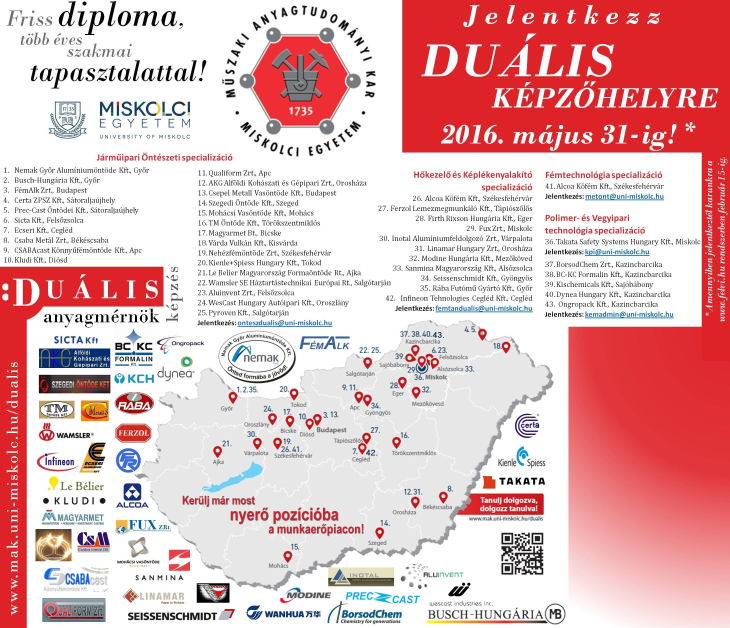 Friss diploma,
több éves
szakmai
tapasztalattal!
MISKOLCI
EGYETEM
UNIVERSITY OF MISKOLC
MŰSZAKI ANYAGTUDOMÁNYI KAR
1735
• MISKOLCI EGYETEM •
Jelentkezz
DUÁLIS
KÉPZŐHELYRE
2016. május 31-ig! *
* Amennyiben jelentkeztél karunkra a
www.felvi.hu rendszerben február 15-ig.
Járműipari Öntészeti specializáció
1. Nemak Győr Alumíniumöntöde Kft, Győr
2. Busch-Hungária Kft, Győr
3. FémAlk Zrt, Budapest
4. Certa ZPSZ Kft, Sátoraljaújhely
5. Prec-Cast Öntödei Kft, Sátoraljaújhely
6. Sicta Kft, Felsőzsolca
7. Ecseri Kft, Cegléd
8. Csaba Metál Zrt, Békéscsaba
9. CSABAcast Könnyűfémöntöde Kft, Apc
10. Kludi Kft, Diósd
11. Qualiform Zrt, Apc
12. AKG Alföldi Kohászati és Gépipari Zrt, Orosháza
13. Csepel Metall Vasöntöde Kft, Budapest
14. Szegedi Öntöde Kft, Szeged
15. Mohácsi Vasöntöde Kft, Mohács
16. TM Öntöde Kft, Törökszentmiklós
17. Magyarmet Bt, Bicske
18. Várda Vulkán Kft, Kisvárda
19. Nehézfémöntöde Zrt, Székesfehérvár
20. Kienle+Spiess Hungary Kft, Tokod
21. Le Bélier Magyarország Formaöntöde Rt, Ajka
22. Wamsler SE Háztartástechnikai Európai Rt, Salgótarján
23. Aluinvent Zrt, Felsőzsolca
24. WesCast Hungary Autóipari Kft, Oroszlány
25. Pyroven Kft, Salgótarján
Jelentkezés: onteszdualis@uni-miskolc.hu
Hőkezelő és Képlékenyalakító
specializáció
26. Alcoa Köfém Kft, Székesfehérvár
27. Ferzol Lemezmegmunkáló Kft, Tápiószőlős
28. Firth Rixson Hungária Kft, Eger
29. Fux Zrt, Miskolc
30. Inotal Alumíniumfeldolgozó Zrt, Várpalota
31. Linamar Hungary Zrt, Orosháza
32. Modine Hungária Kft, Mezőkövesd
33. Sanmina Magyarország Kft, Alsózsolca
34. Seissenschmidt Kft, Gyöngyös
35. Rába Futómű Gyártó Kft, Győr
42. Infineon Tehnologies Cegléd Kft, Cegléd
Jelentkezés: femtandualis@uni-miskolc.hu
Fémtechnológia specializáció
41. Alcoa Köfém Kft, Székesfehérvár
Jelentkezés: metont@uni-miskolc.hu
Polimer- és Vegyipari
technológia specializáció
36. Takata Safety Systems Hungary Kft, Miskolc
Jelentkezés: kpi@uni-miskolc.hu
37. BorsodChem Zrt, Kazincbarcika
38. BC-KC Formalin Kft, Kazincbarcika
39. Kischemicals Kft, Sajóbábony
40. Dynea Hungary Kft, Kazincbarcika
43. Ongropack Kft, Kazincbarcika
Jelentkezés: kemadmin@uni-miskolc.hu
:DUÁLIS
anyagmérnök
képzés
www.mak.uni-miskolc.hu/dualis
SICTA Kft
Alföldi
Kohászati és
Gépipari Zrt.
BC KC
FORMALIN
Kft
Ongropack
dynea
KCH
SZEGEDI ÖNTÖDE KFT
TM
RÁBA
WAMSLER
FERZOL
Infineon
ECSERI
Le Bélier
KLUDI
ALCOA
MAGYARMET
FUX ZRt.
Csaba Metál Zrt.
CSABAcast
Könnyűfémöntöde Kft.
MOHÁCSI VASÖNTÖDE
SANMINA
QUALIFORM ZRt.
LINAMAR
SEISSENSCHMIDT
Nemak Győr Alumíniumöntöde Kft.
nemak
Önted formába a jövőd!
FÉMALK
37. 38. 40. 43.
Kazincbarcika
4. 5.
18.
22. 25.
Salgótarján
39.
Sajóbábony
6.23.
Felsőzsolca
29.
36. Miskolc
Alsózsolca 33.
1. 2.35.
Győr
20.
Tokod
9. 11.
Apc
34.
Gyöngyös
28.
Eger
32.
Mezőkövesd
24.
Oroszlány
17.
Bicske
10.
Diósd
3. 13.
Budapest
21.
Ajka
30.
Várpalota
19.
26. 41.
Székesfehérvár
27.
Tápiószőlős
7. 42.
Cegléd
16.
Törökszentmiklós
12.31.
Orosháza
8.
Békéscsaba
14.
Szeged
15.
Mohács
Kerülj már most
nyerő pozícióba
a munkaerőpiacon!
certa
Kienle Spiess
TAKATA
Tanulj dolgozva,
dolgozz tanulva!
www.mak.uni-miskolc.hu/dualis
INOTAL
ALUINVENT
MODINE
PREC CAST
WANHUA 万华
BorsodChem
wescast industries inc.
BUSCH-HUNGÁRIA MB